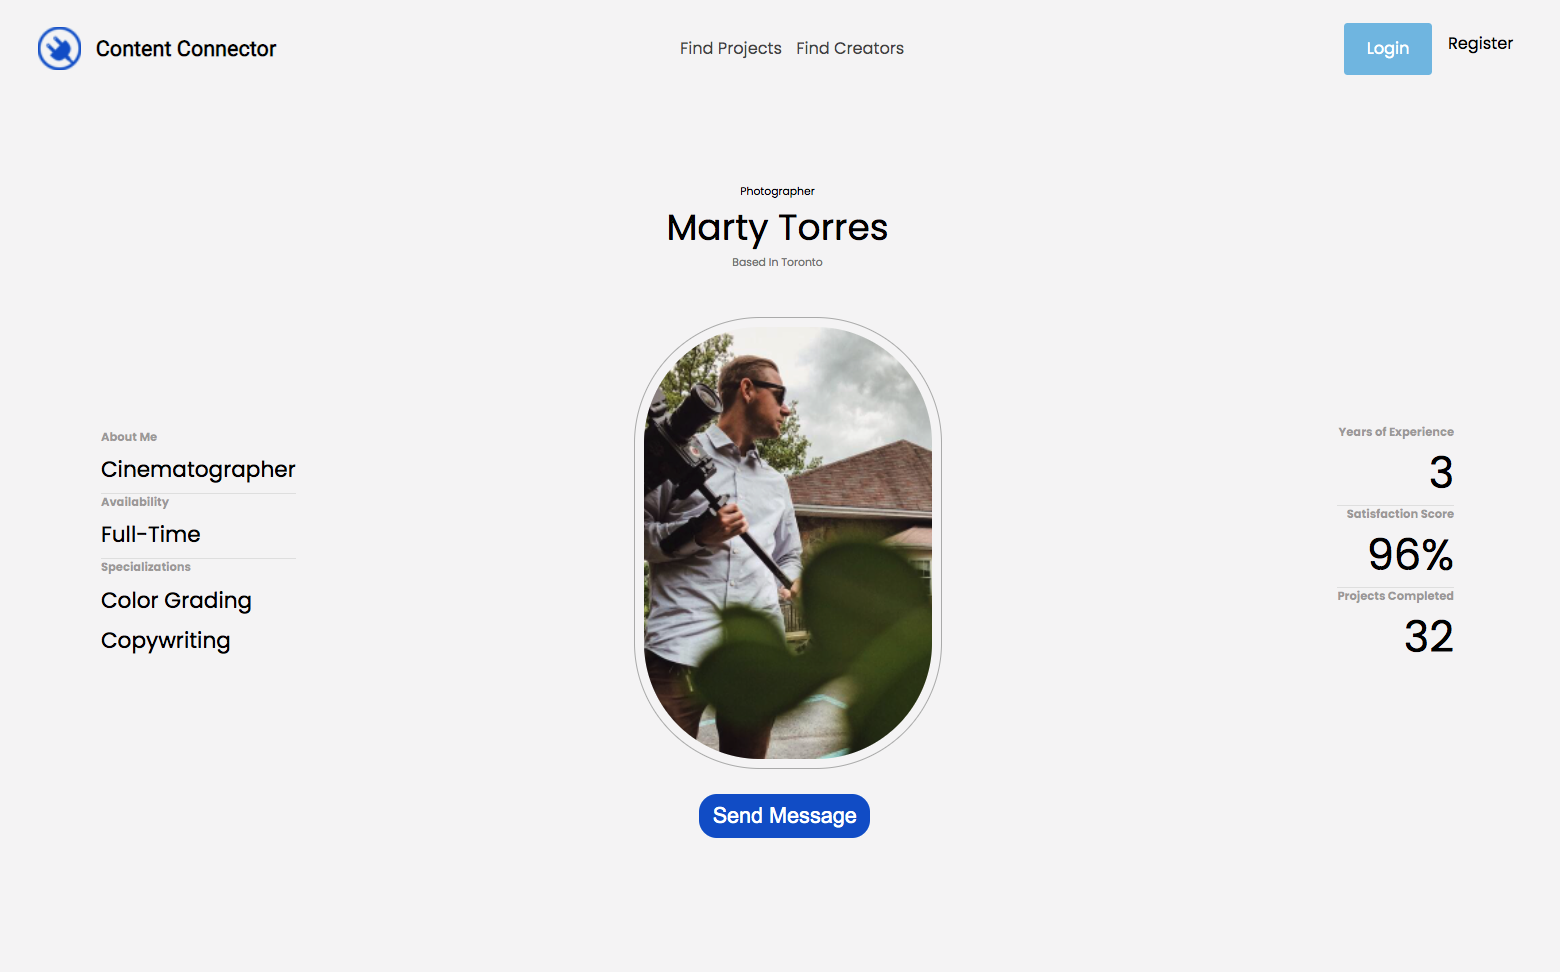 Content Connector
Find Projects Find Creators
Login
Register
Photographer
Marty Torres
Based In Toronto
About Me
Cinematographer
Availability
Full-Time
Specializations
Color Grading
Copywriting
Years of Experience
3
Satisfaction Score
96%
Projects Completed
32
Send Message